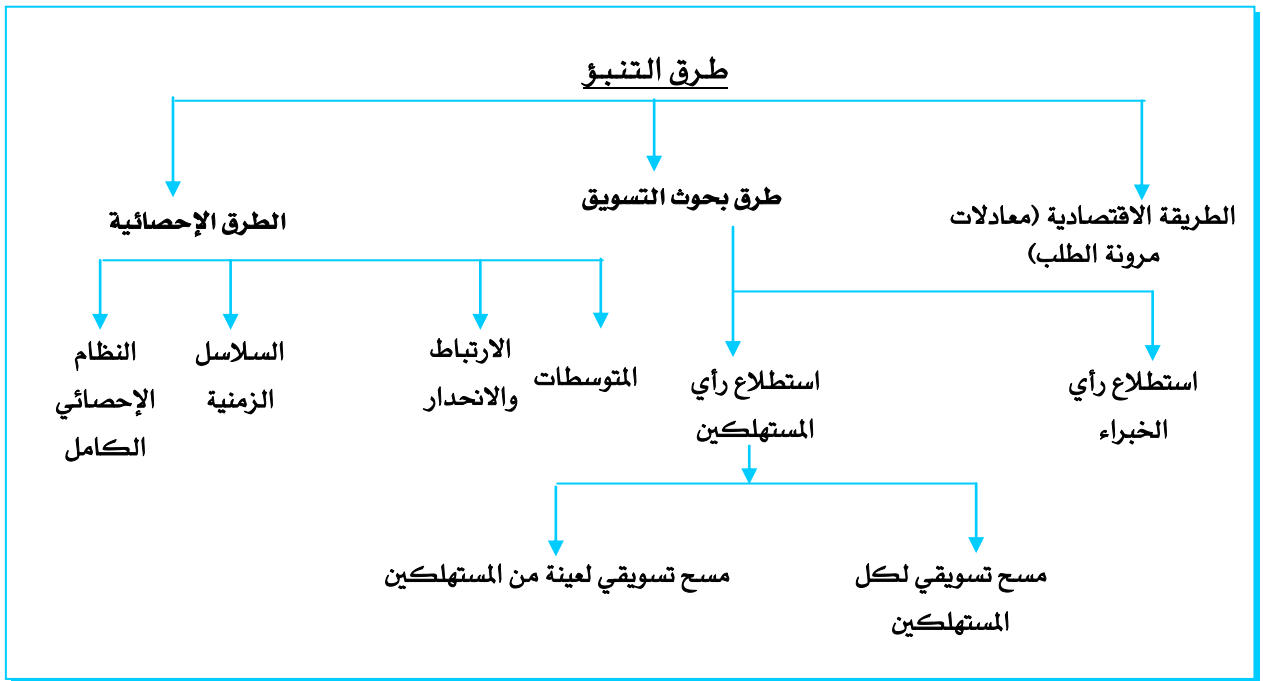 طرق التنبؤ
الطريقة الاقتصادية (معادلات
مرونة الطلب)
طرق بحوث التسويق
الطرق الإحصائية
استطلاع رأي
الخبراء
استطلاع رأي
المستهلكين
المتوسطات
الارتباط
والانحدار
السلاسل
الزمنية
النظام
الإحصائي
الكامل
مسح تسويقي لكل
المستهلكين
مسح تسويقي لعينة من المستهلكين